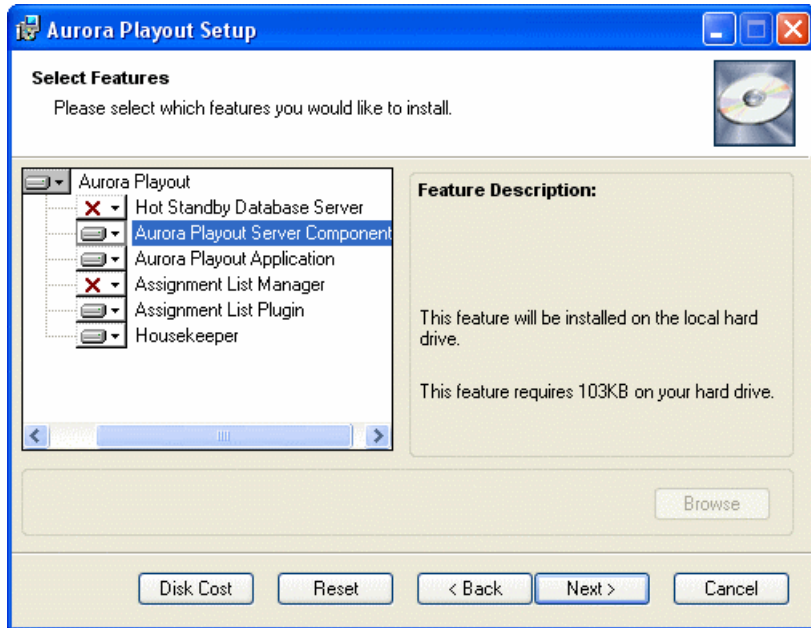 Aurora Playout Setup
Select Features
Please select which features you would like to install.
Aurora Playout
Hot Standby Database Server
Aurora Playout Server Component
Aurora Playout Application
Assignment List Manager
Assignment List Plugin
Housekeeper
Feature Description:
This feature will be installed on the local hard
drive.
This feature requires 103KB on your hard drive.
Browse
Disk Cost
Reset
< Back
Next >
Cancel